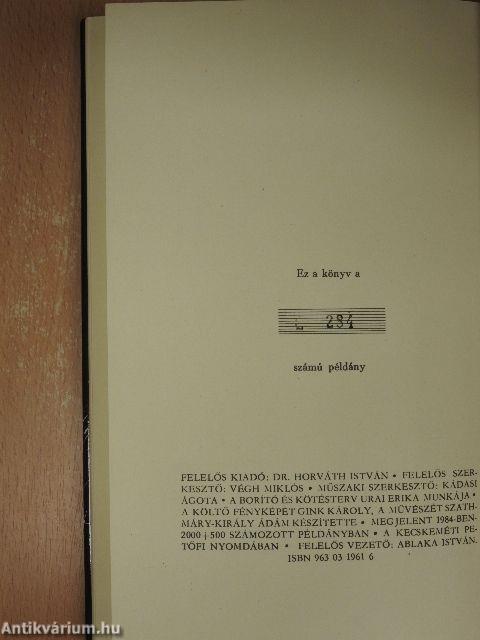 Ez a könyv a
284
számú példány
FELELŐS KIADÓ: DR. HORVÁTH ISTVÁN • FELELŐS SZER-
KESZTŐ: VÉGH MIKLÓS • MŰSZAKI SZERKESZTŐ: KÁDASI
ÁGOTA • A BORÍTÓ ÉS KÖTÉSTERV URAI ERIKA MUNKÁJA •
A KÖLTŐ FÉNYKÉPÉT GINK KÁROLY, A MŰVÉSZÉT SZATH-
MÁRY-KIRÁLY ÁDÁM KÉSZÍTETTE • MEGJELENT 1984-BEN
2000 + 500 SZÁMOZOTT PÉLDÁNYBAN • A KECSKEMÉTI PE-
TŐFI NYOMDÁBAN • FELELŐS VEZETŐ: ABLAKA ISTVÁN.
ISBN 963 03 1961 6
Antikvárium.hu